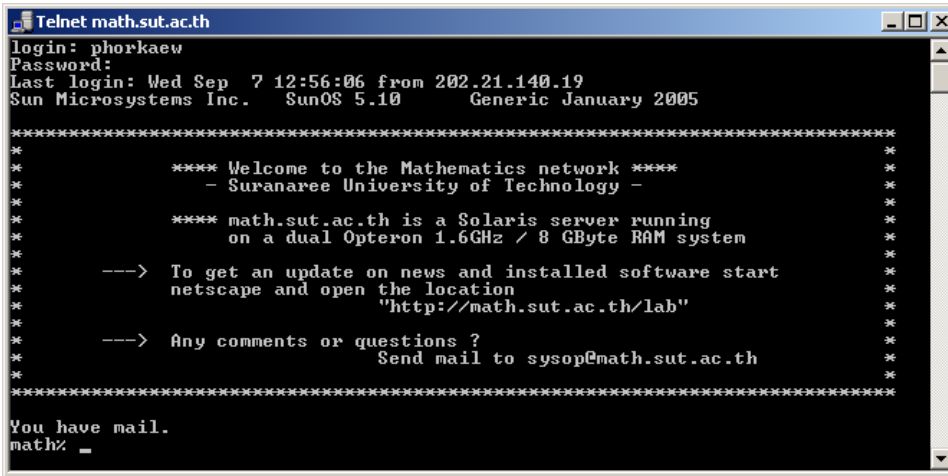 Telnet math.sut.ac.th
login: phorkaew
Password:
Last login: Wed Sep  7 12:56:06 from 202.21.140.19
Sun Microsystems Inc.   SunOS 5.10      Generic January 2005

*****************************************************************************
*                                                                           *
*             **** Welcome to the Mathematics network ****                  *
*                - Suranaree University of Technology -                     *
*                                                                           *
*             **** math.sut.ac.th is a Solaris server running               *
*                  on a dual Opteron 1.6GHz / 8 GByte RAM system            *
*                                                                           *
*       --->  To get an update on news and installed software start         *
*             netscape and open the location                                *
*                               "http://math.sut.ac.th/lab"                 *
*                                                                           *
*       --->  Any comments or questions ?                                   *
*                               Send mail to sysop@math.sut.ac.th           *
*                                                                           *
*****************************************************************************

You have mail.
math% _